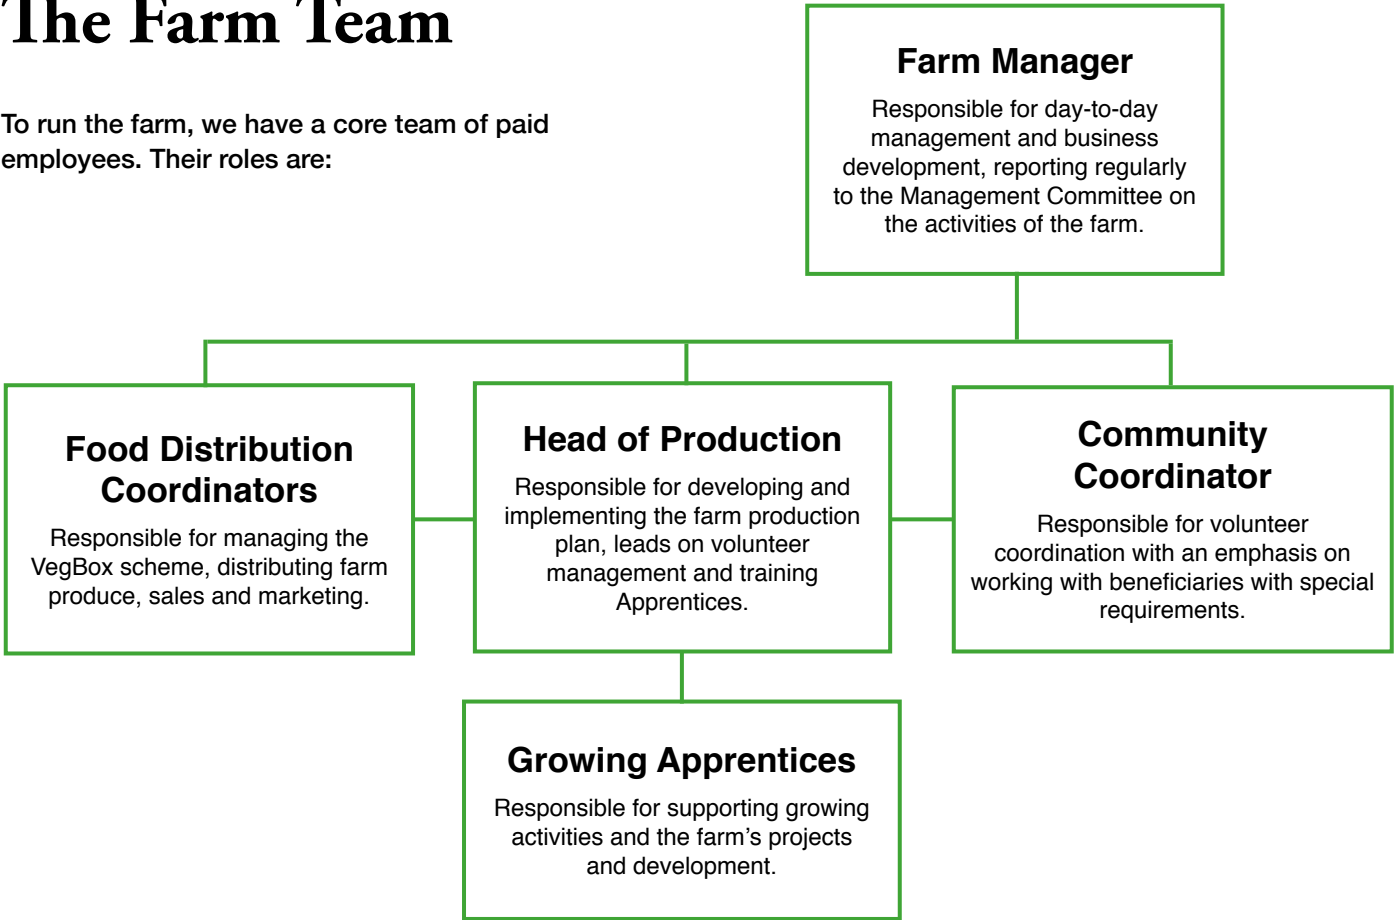 The Farm Team
To run the farm, we have a core team of paid
employees. Their roles are:
Farm Manager
Responsible for day-to-day
management and business
development, reporting regularly
to the Management Committee on
the activities of the farm.
Food Distribution
Coordinators
Responsible for managing the
VegBox scheme, distributing farm
produce, sales and marketing.
Head of Production
Responsible for developing and
implementing the farm production
plan, leads on volunteer
management and training
Apprentices.
Community
Coordinator
Responsible for volunteer
coordination with an emphasis on
working with beneficiaries with special
requirements.
Growing Apprentices
Responsible for supporting growing
activities and the farm’s projects
and development.